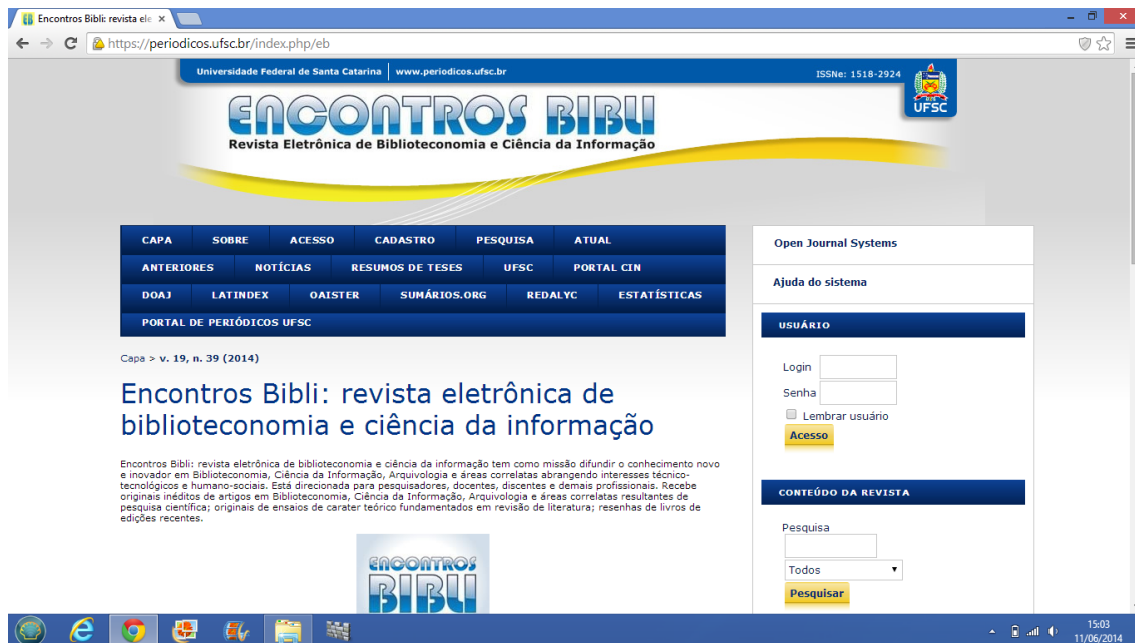 Encontros Bibli: revista ele
https://periodicos.ufsc.br/index.php/eb
Universidade Federal de Santa Catarina www.periodicos.ufsc.br
ISSNe: 1518-2924
UFSC
ENCONTROS BIBLI
Revista Eletrônica de Biblioteconomia e Ciência da Informação
CAPA SOBRE ACESSO CADASTRO PESQUISA ATUAL
ANTERIORES NOTÍCIAS RESUMOS DE TESES UFSC PORTAL CIN
DOAJ LATINDEX OAISTER SUMÁRIOS.ORG REDALYC ESTATÍSTICAS
PORTAL DE PERIÓDICOS UFSC
Capa > v. 19, n. 39 (2014)
Encontros Bibli: revista eletrônica de
biblioteconomia e ciência da informação
Encontros Bibli: revista eletrônica de biblioteconomia e ciência da informação tem como missão difundir o conhecimento novo
e inovador em Biblioteconomia, Ciência da Informação, Arquivologia e áreas correlatas abrangendo interesses técnico-
tecnológicos e humano-sociais. Está direcionada para pesquisadores, docentes, discentes e demais profissionais. Recebe
originais inéditos de artigos em Biblioteconomia, Ciência da Informação, Arquivologia e áreas correlatas resultantes de
pesquisa científica; originais de ensaios de carater teórico fundamentados em revisão de literatura; resenhas de livros de
edições recentes.
ENCONTROS
BIBLI
Open Journal Systems
Ajuda do sistema
USUÁRIO
Login
Senha
Lembrar usuário
Acesso
CONTEÚDO DA REVISTA
Pesquisa
Todos
Pesquisar
15:03
11/06/2014